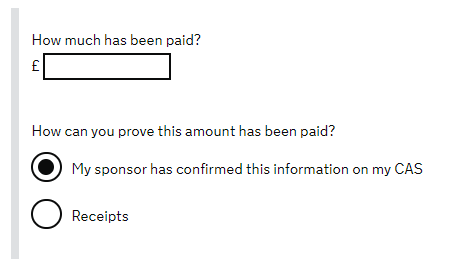 How much has been paid?
£
How can you prove this amount has been paid?
My sponsor has confirmed this information on my CAS
Receipts